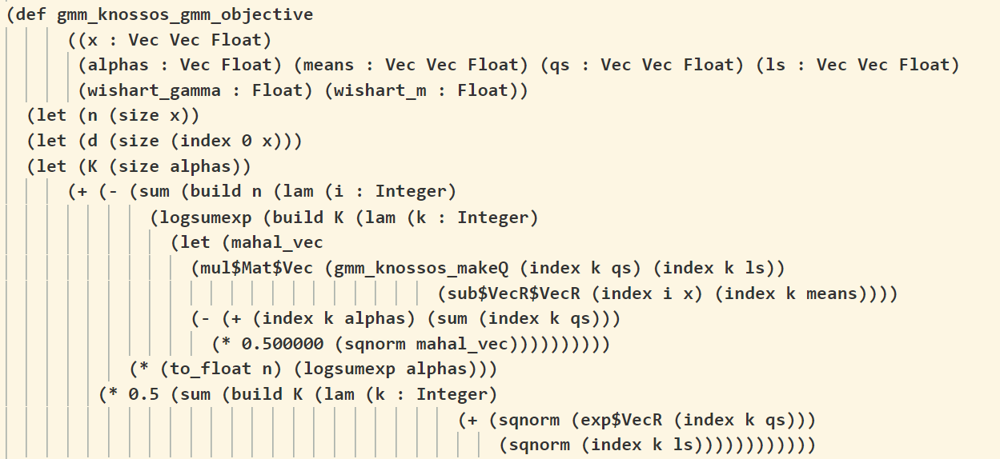 (def gmm_knossos_gmm_objective
((x : Vec Vec Float)
(alphas : Vec Float) (means : Vec Vec Float) (qs : Vec Vec Float) (ls : Vec Vec Float)
(wishart_gamma : Float) (wishart_m : Float))
(let (n (size x))
(let (d (size (index 0 x)))
(let (K (size alphas))
(+ (- (sum (build n (lam (i : Integer)
(logsumexp (build K (lam (k : Integer)
(let (mahal_vec
(mul$Mat$Vec (gmm_knossos_makeQ (index k qs) (index k ls))
(sub$VecR$VecR (index i x) (index k means))))
(- (+ (index k alphas) (sum (index k qs)))
(* 0.500000 (sqnorm mahal_vec))))))))))
(* (to_float n) (logsumexp alphas)))
(* 0.5 (sum (build K (lam (k : Integer)
(+ (sqnorm (exp$VecR (index k qs)))
(sqnorm (index k ls))))))))))))